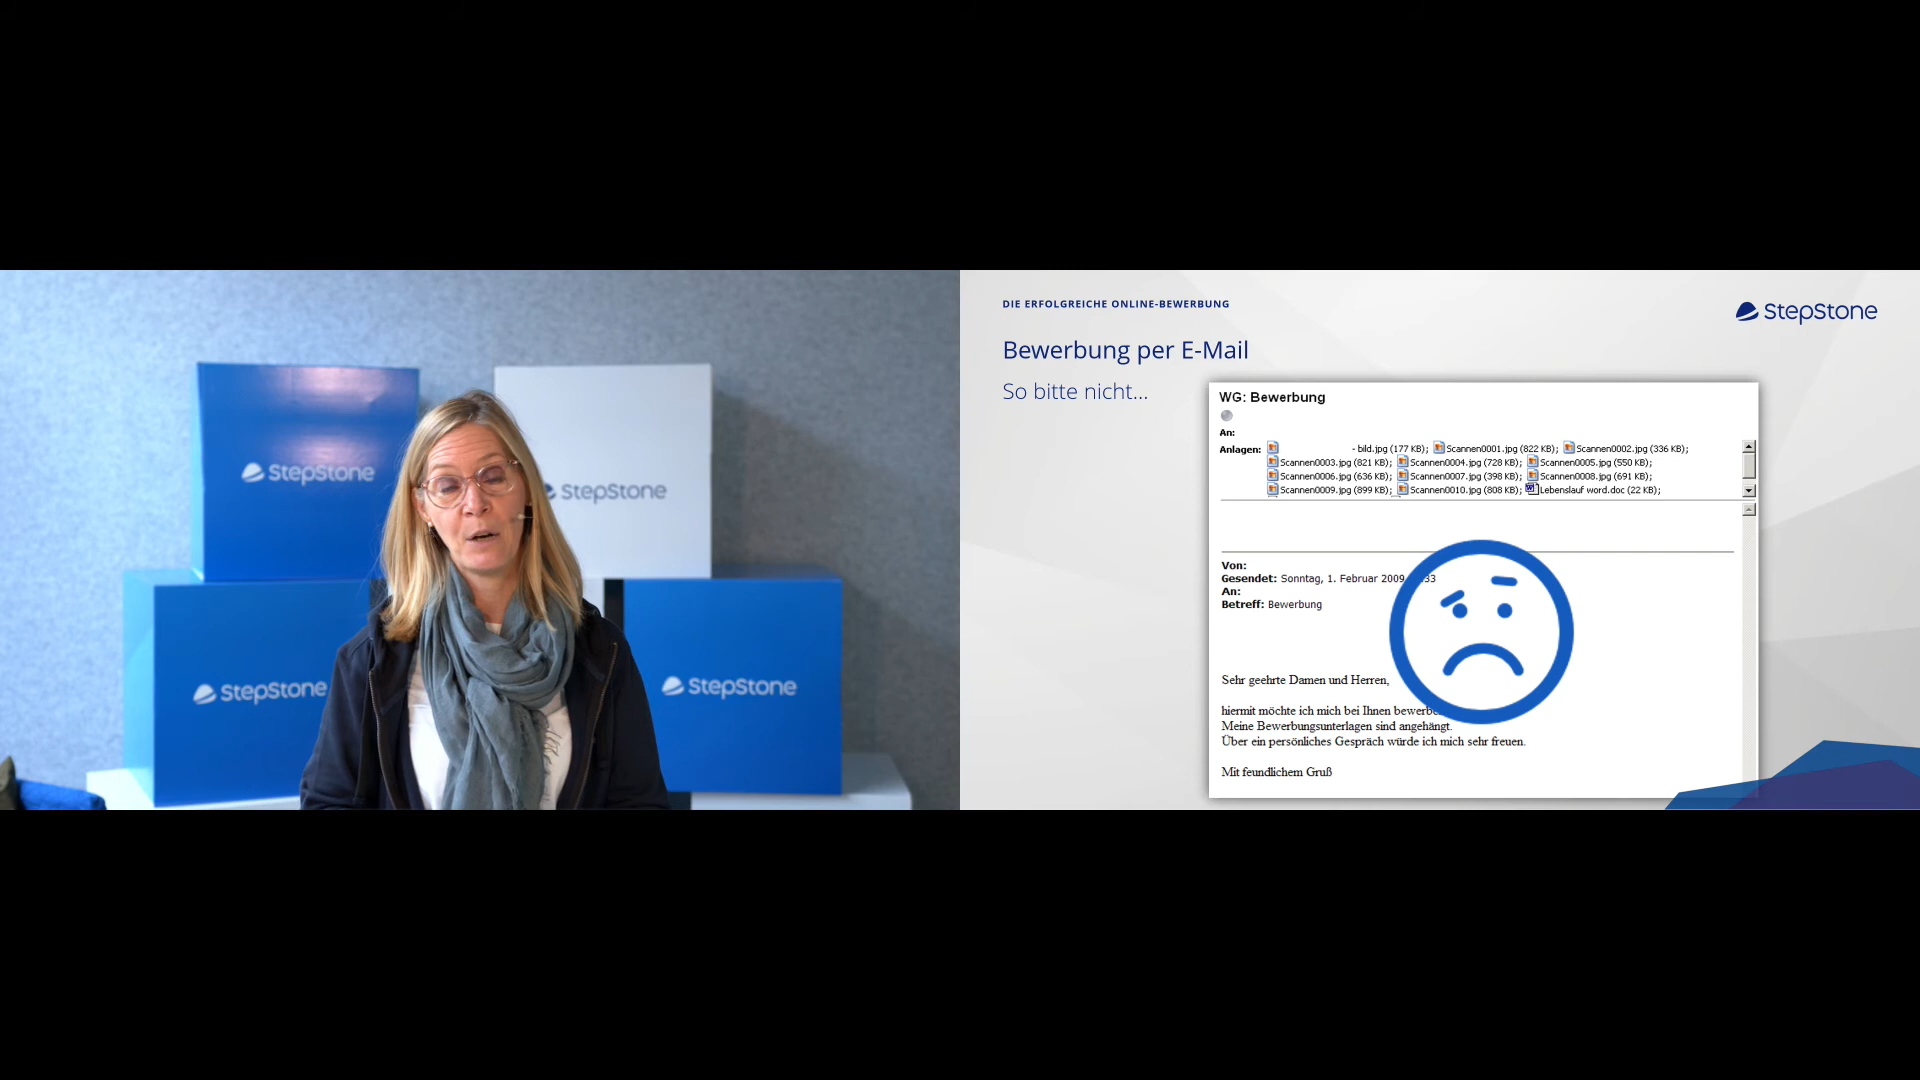 StepStone
StepStone
StepStone
StepStone
DIE ERFOLGREICHE ONLINE-BEWERBUNG
StepStone
Bewerbung per E-Mail
So bitte nicht...
WG: Bewerbung
An:
Anlagen: - bild.jpg (177 KB); Scannen0001.jpg (822 KB); Scannen0002.jpg (336 KB);
Scannen0003.jpg (821 KB); Scannen0004.jpg (728 KB); Scannen0005.jpg (550 KB);
Scannen0006.jpg (636 KB); Scannen0007.jpg (398 KB); Scannen0008.jpg (691 KB);
Scannen0009.jpg (899 KB); Scannen0010.jpg (808 KB); Lebenslauf word.doc (22 KB);
Von:
Gesendet: Sonntag, 1. Februar 2009 33
An:
Betreff: Bewerbung
Sehr geehrte Damen und Herren,
hiermit möchte ich mich bei Ihnen
Meine Bewerbungsunterlagen sind angehängt.
Über ein persönliches Gespräch würde ich mich sehr freuen.
Mit feundlichem Gruß